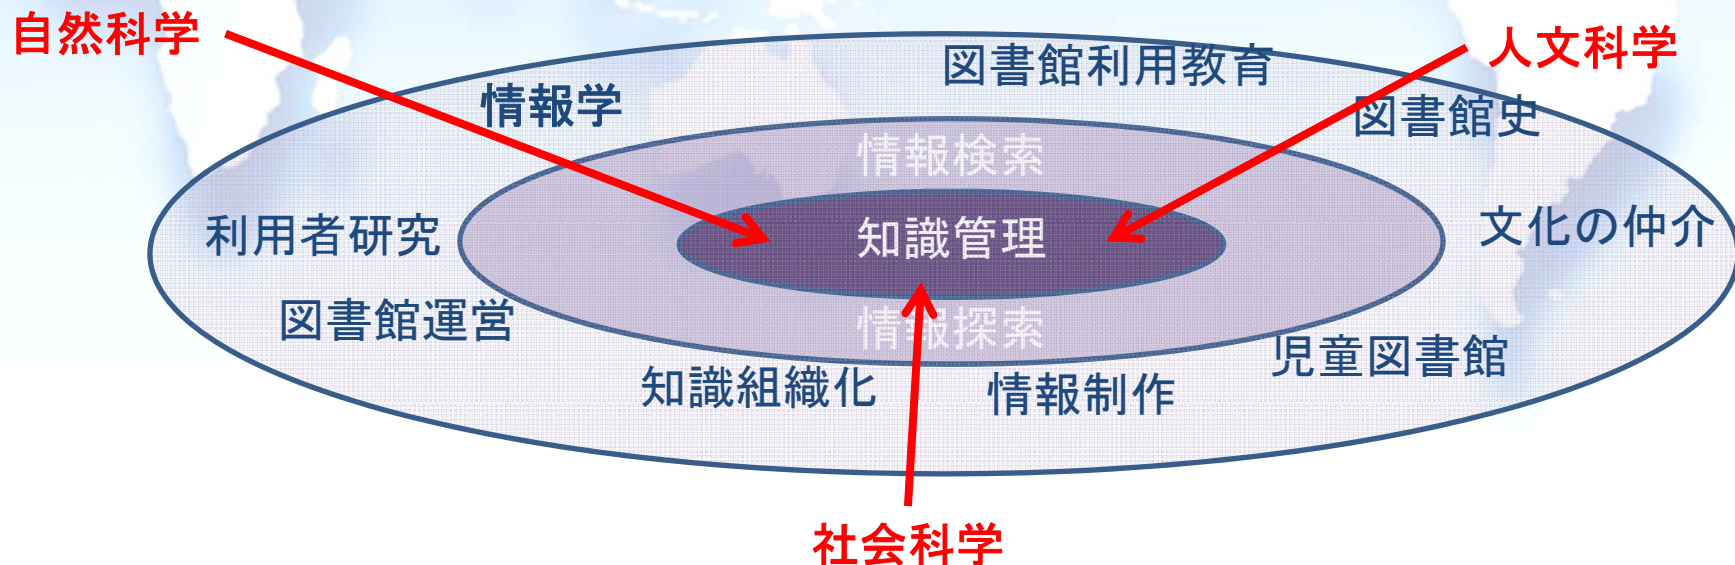 自然科学
人文科学
図書館利用教育
情報学
図書館史
情報検索
利用者研究
知識管理
文化の仲介
図書館運営
情報探索
児童図書館
知識組織化
情報制作
社会科学